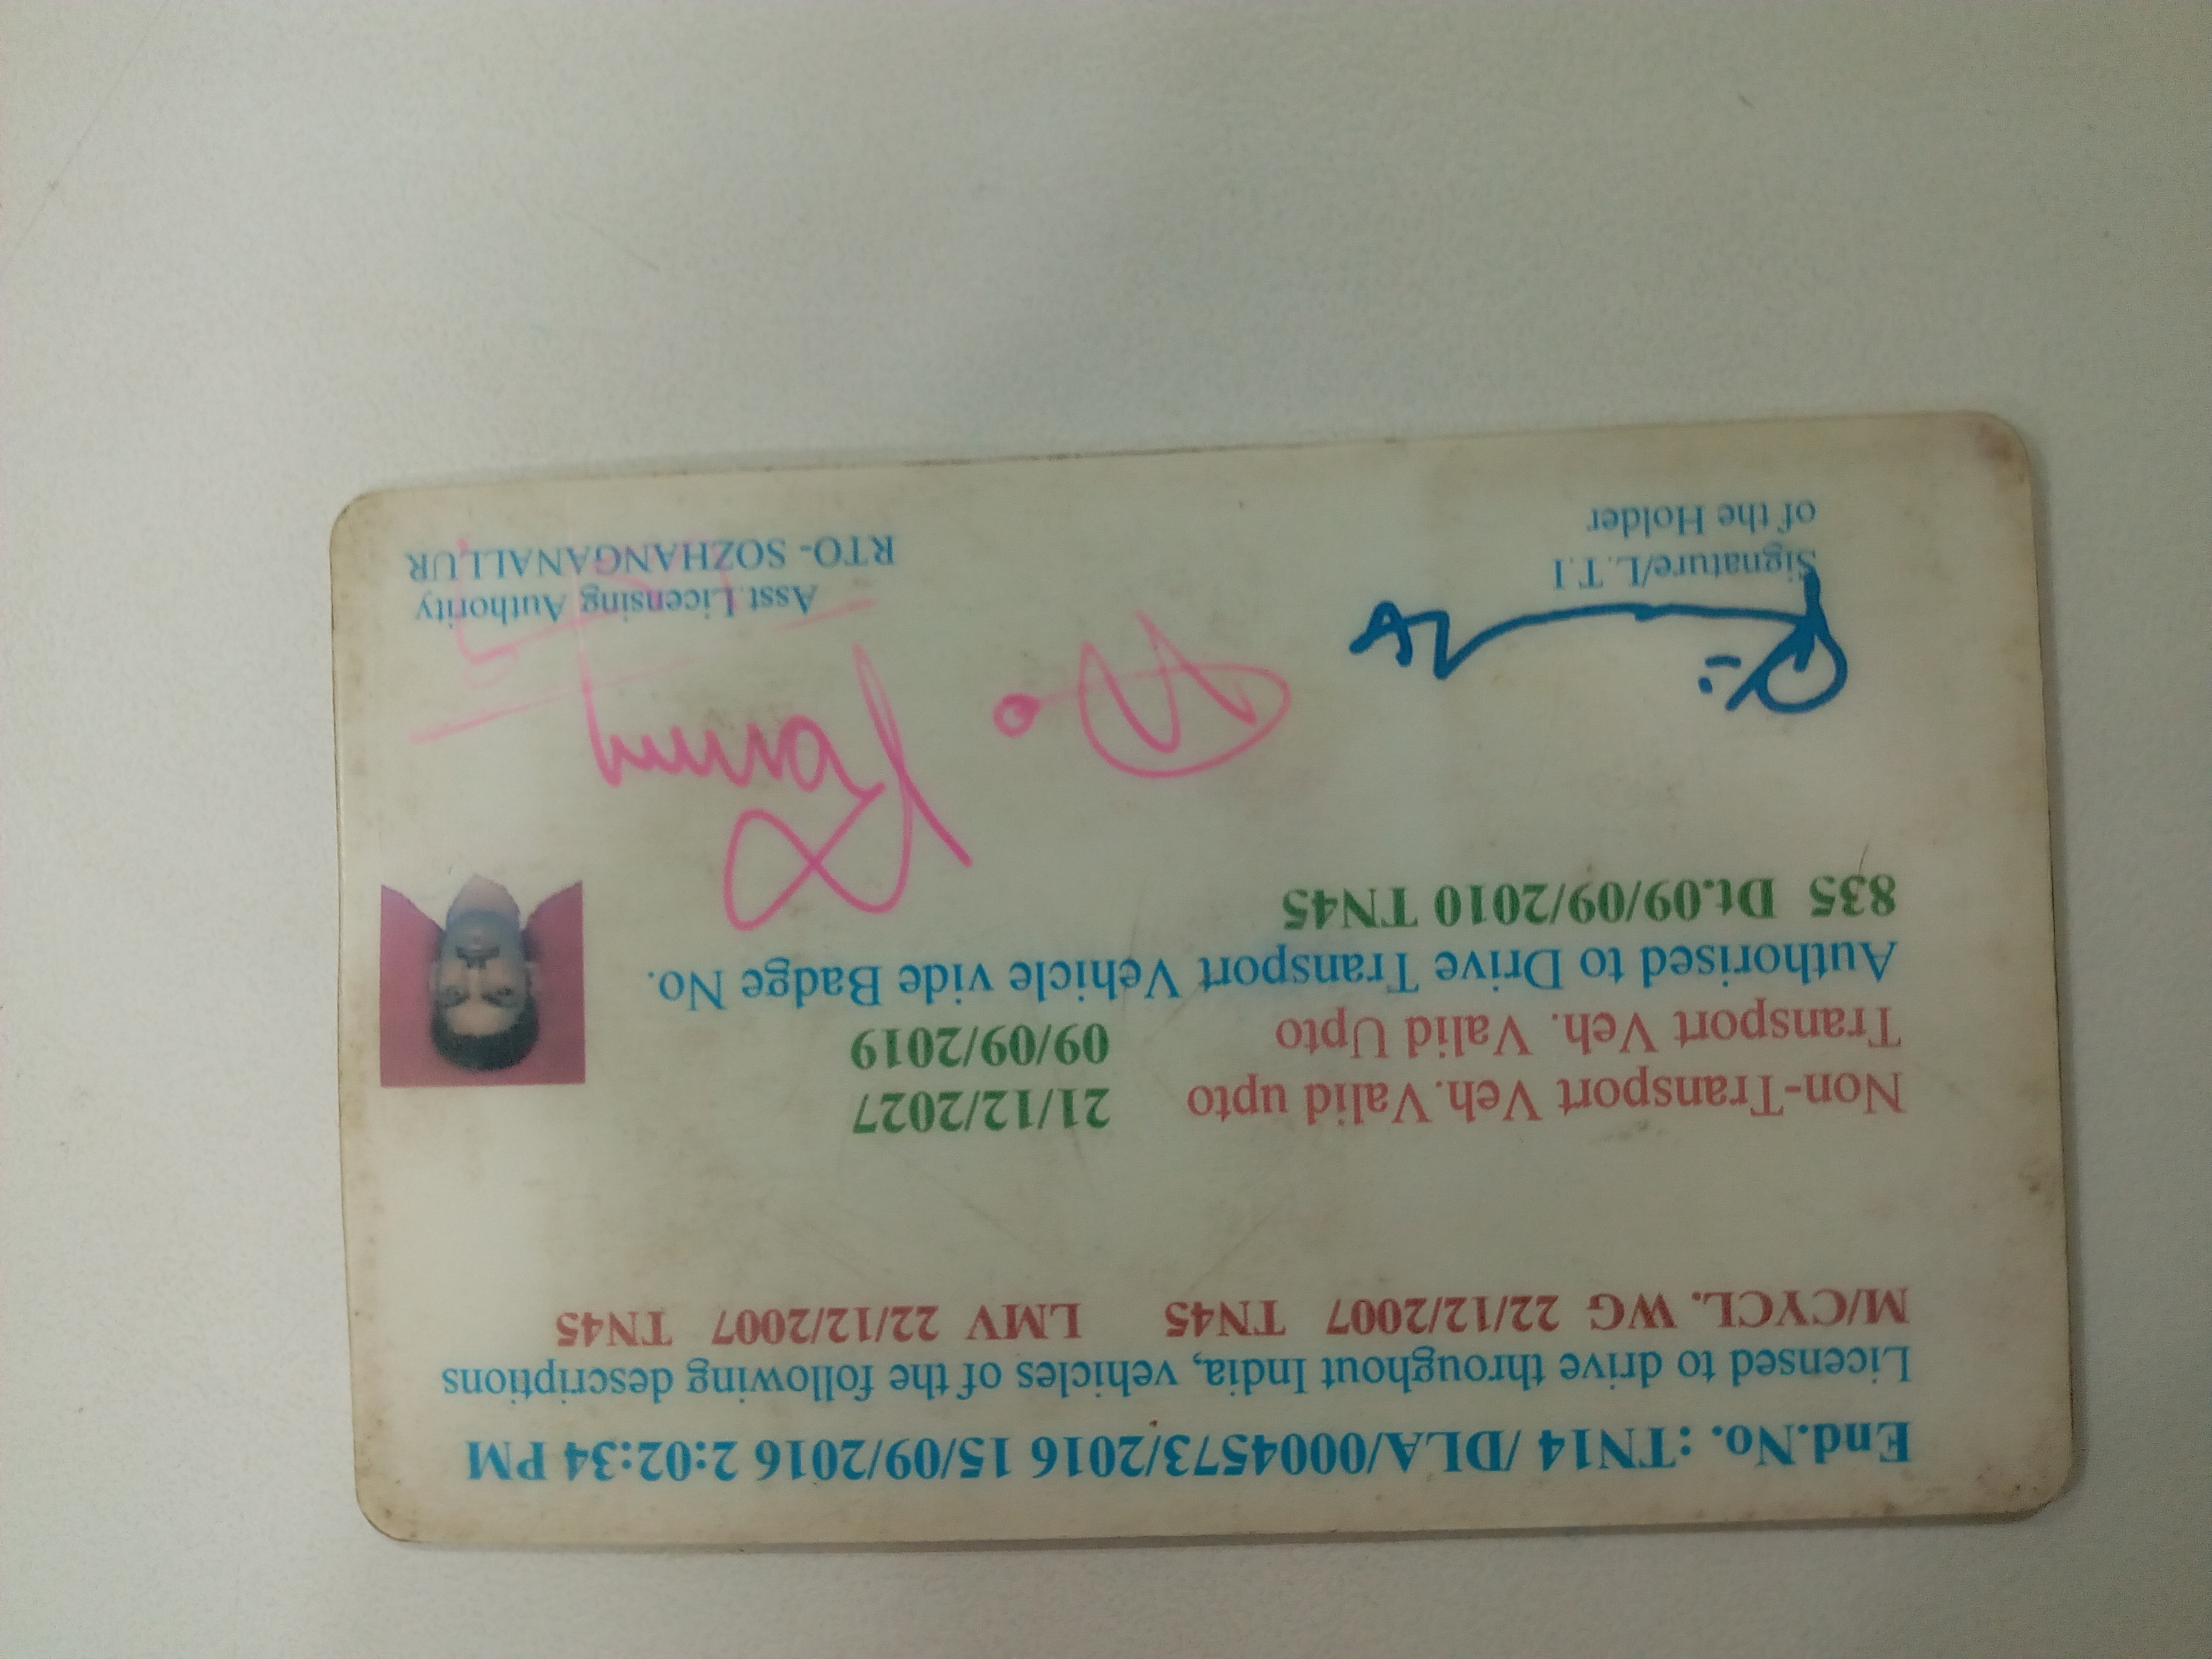 End.No. :TN14 /DLA/0004573/2016 15/09/2016 2:02:34 PM
Licensed to drive throughout India, vehicles of the following descriptions
M/CYCL. WG 22/12/2007 TN45 LMV 22/12/2007 TN45
Non-Transport Veh.Valid upto 21/12/2027
Transport Veh. Valid Upto 09/09/2019
Authorised to Drive Transport Vehicle vide Badge No.
835 Dt.09/09/2010 TN45
Signature/L.T.I
of the Holder
Asst.Licensing Authority
RTO- SOZHANGANALLUR